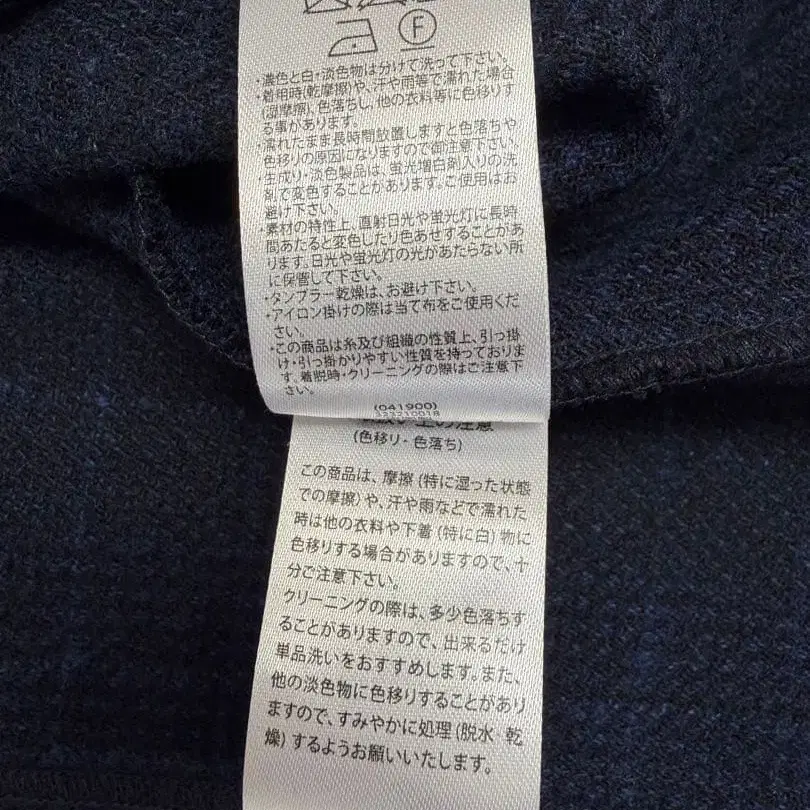 F
・濃色と白・淡色物は分けて洗って下さい。
・着用時(乾摩擦)や、汗や雨等で濡れた場合
(湿摩擦)、色落ちし、他の衣料等に色移りす
る事があります。
・濡れたまま長時間放置しますと色落ちや
色移りの原因になりますので御注意下さい。
・生成り・淡色製品は、蛍光増白剤入りの洗
剤で変色することがあります。ご使用はお
避け下さい。
・素材の特性上、直射日光や蛍光灯に長時
間あたると変色したり色あせすることがあ
ります。日光や蛍光灯の光があたらない所
に保管して下さい。
・タンブラー乾燥は、お避け下さい。
・アイロン掛けの際は当て布をご使用くだ
さい。
・この商品は糸及び組織の性質上、引っ掛
け・引っ掛かりやすい性質を持っておりま
す。着脱時・クリーニングの際はご注意下
さい。
(041900)
323210018
扱い上の注意
(色移り・色落ち)
この商品は、摩擦(特に湿った状態
での摩擦)や、汗や雨などで濡れた
時は他の衣料や下着(特に白)物に
色移りする場合がありますので、十
分ご注意下さい。
クリーニングの際は、多少色落ちす
ることがありますので、出来るだけ
単品洗いをおすすめします。また、
他の淡色物に色移りすることがあり
ますので、すみやかに処理(脱水 乾
燥)するようお願いいたします。